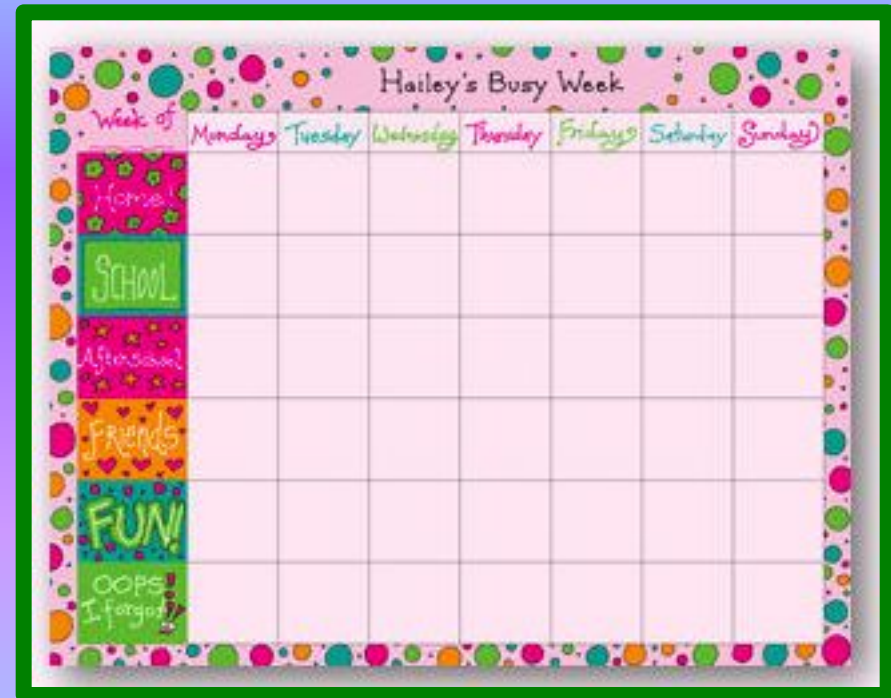 Hailey's Busy Week
Week of
Monday Tuesday Wednesday Thursday Friday Saturday Sunday
Home!
SCHOOL
Afterschool
FRiends
FUN!
OOPS!
I forgot!!